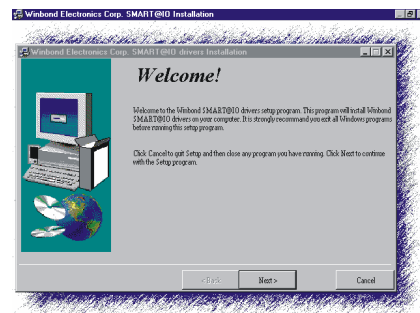 Winbond Electronics Corp. SMART@IO Installation
Winbond Electronics Corp. SMART@IO drivers Installation
Welcome!
Welcome to the Winbond SMART@IO drivers setup program. This program will install Winbond
SMART@IO drivers on your computer. It is strongly recommand you exit all Windows programs
before running this setup program.
Click Cancel to quit Setup and then close any program you have running. Click Next to continue
with the Setup program.
< Back
Next >
Cancel